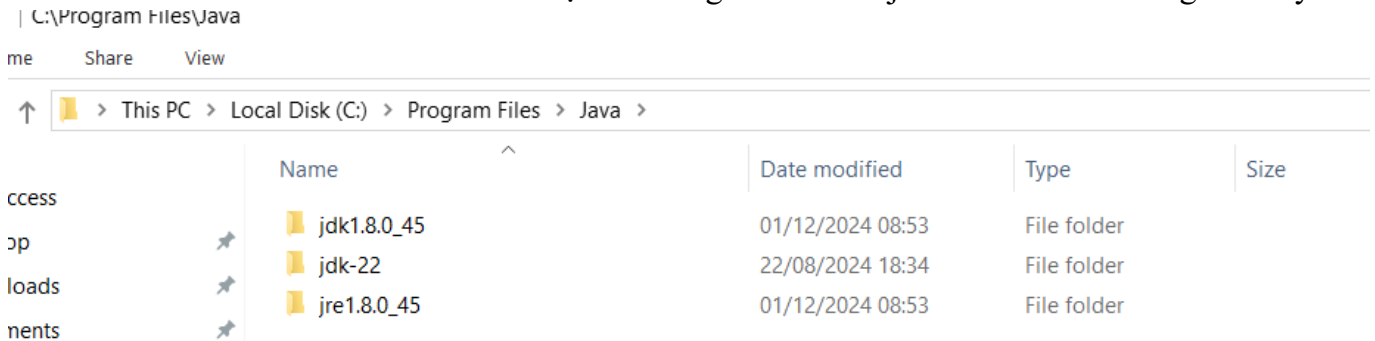 C:\Program Files\Java
me Share View
This PC > Local Disk (C:) > Program Files > Java >
Name Date modified Type Size
ccess
jdk1.8.0_45 01/12/2024 08:53 File folder
op
jdk-22 22/08/2024 18:34 File folder
loads
jre1.8.0_45 01/12/2024 08:53 File folder
ments